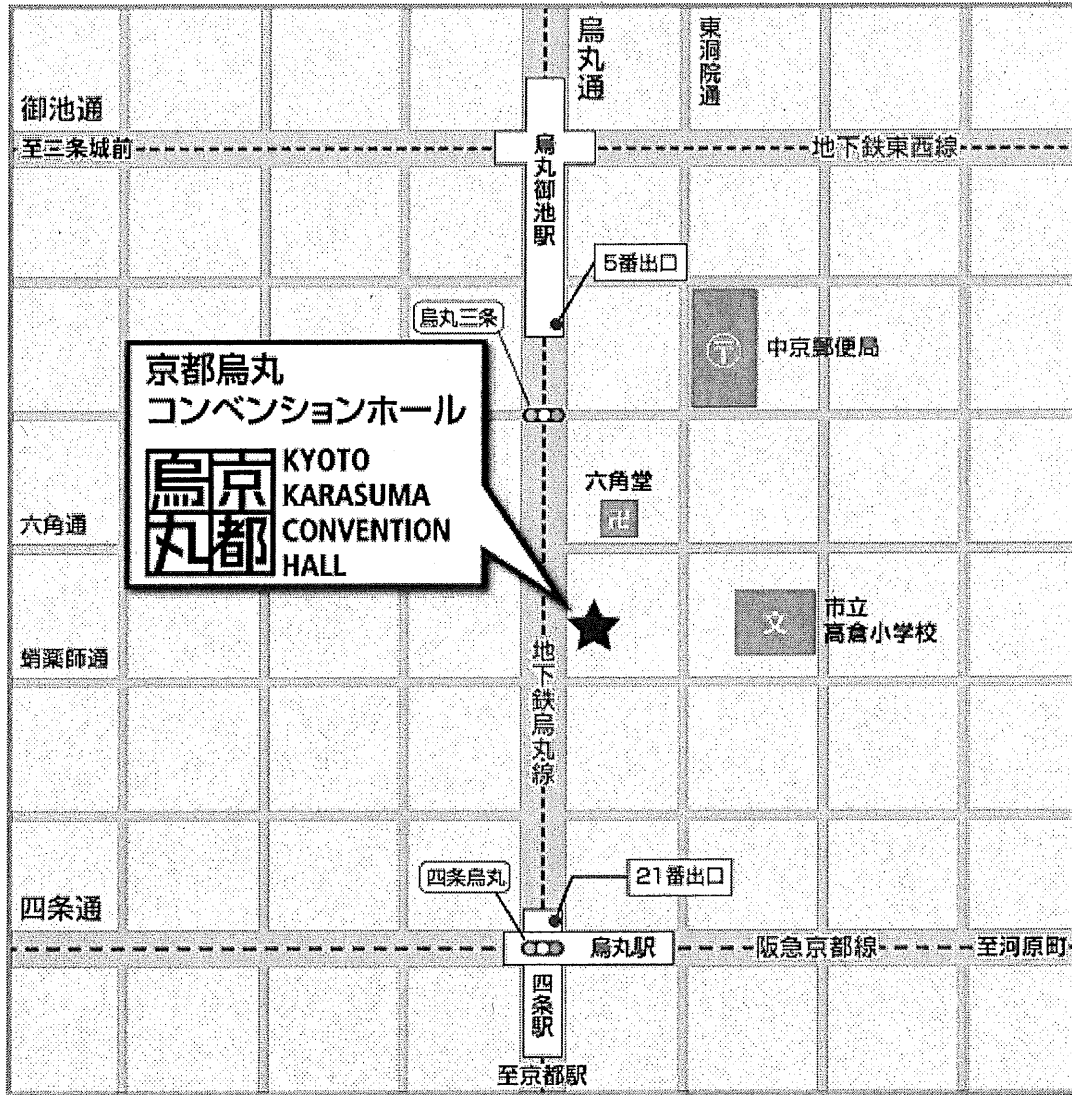 烏丸通
東洞院通
御池通
至三条城前
地下鉄東西線
烏丸御池駅
5番出口
烏丸三条
中京郵便局
京都烏丸
コンベンションホール
烏京
丸都
KYOTO
KARASUMA
CONVENTION
HALL
六角堂
卍
六角通
文
市立
高倉小学校
蛸薬師通
地下鉄烏丸線
四条烏丸
21番出口
四条通
烏丸駅
阪急京都線
至河原町
四条駅
至京都駅